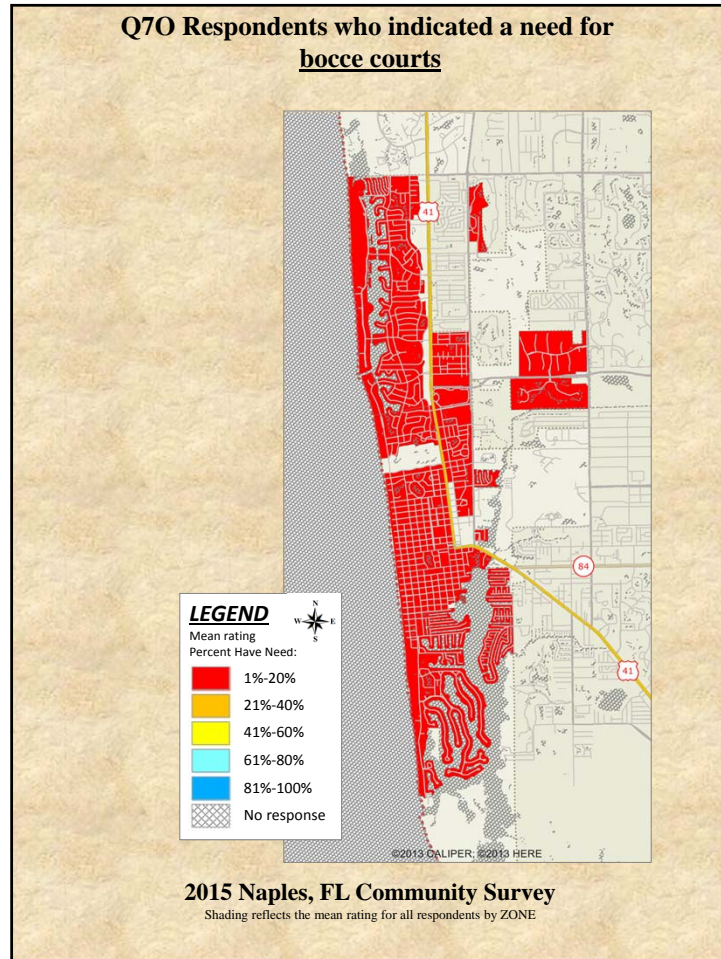 Q7O Respondents who indicated a need for
bocce courts
41
84
41
LEGEND
N
W E
S
Mean rating
Percent Have Need:
1%-20%
21%-40%
41%-60%
61%-80%
81%-100%
No response
©2013 CALIPER; ©2013 HERE
2015 Naples, FL Community Survey
Shading reflects the mean rating for all respondents by ZONE